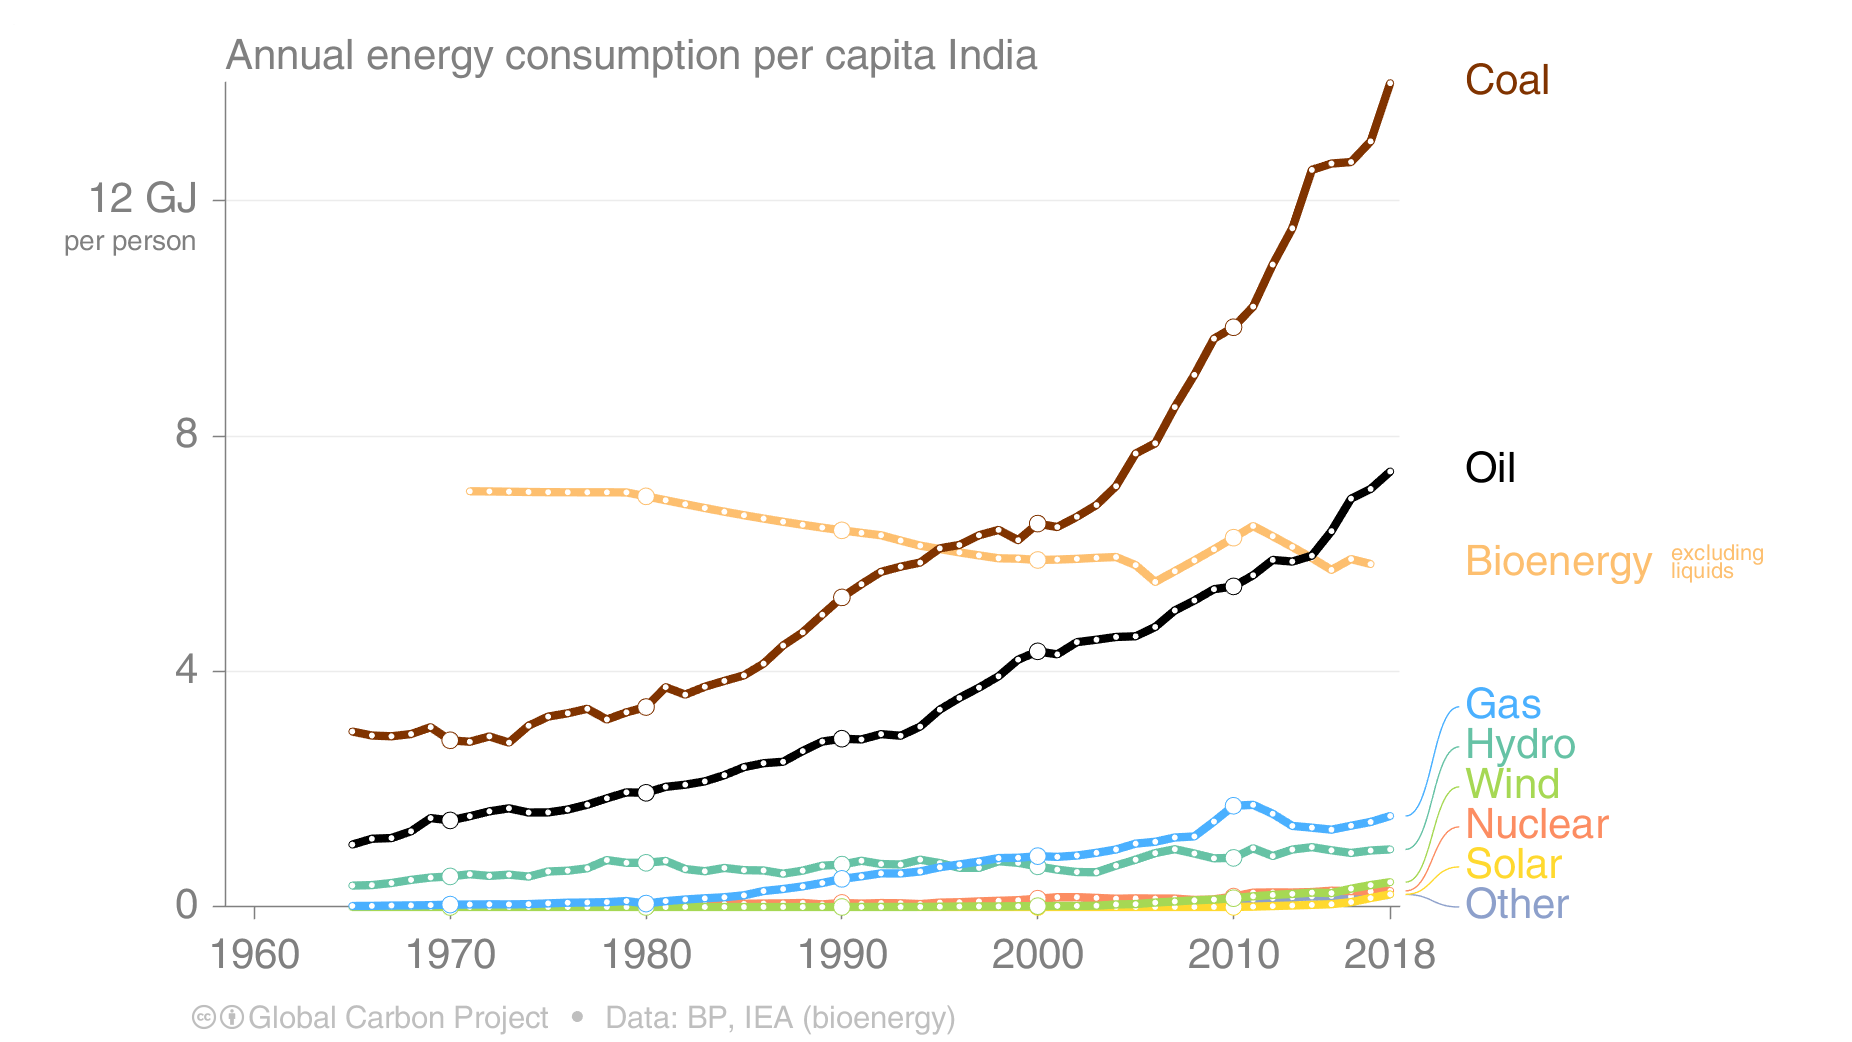 Annual energy consumption per capita India
Coal
12 GJ
per person
8
Oil
Bioenergy excluding
liquids
4
Gas
Hydro
Wind
Nuclear
Solar
Other
0
1960 1970 1980 1990 2000 2010 2018
cc Global Carbon Project • Data: BP, IEA (bioenergy)